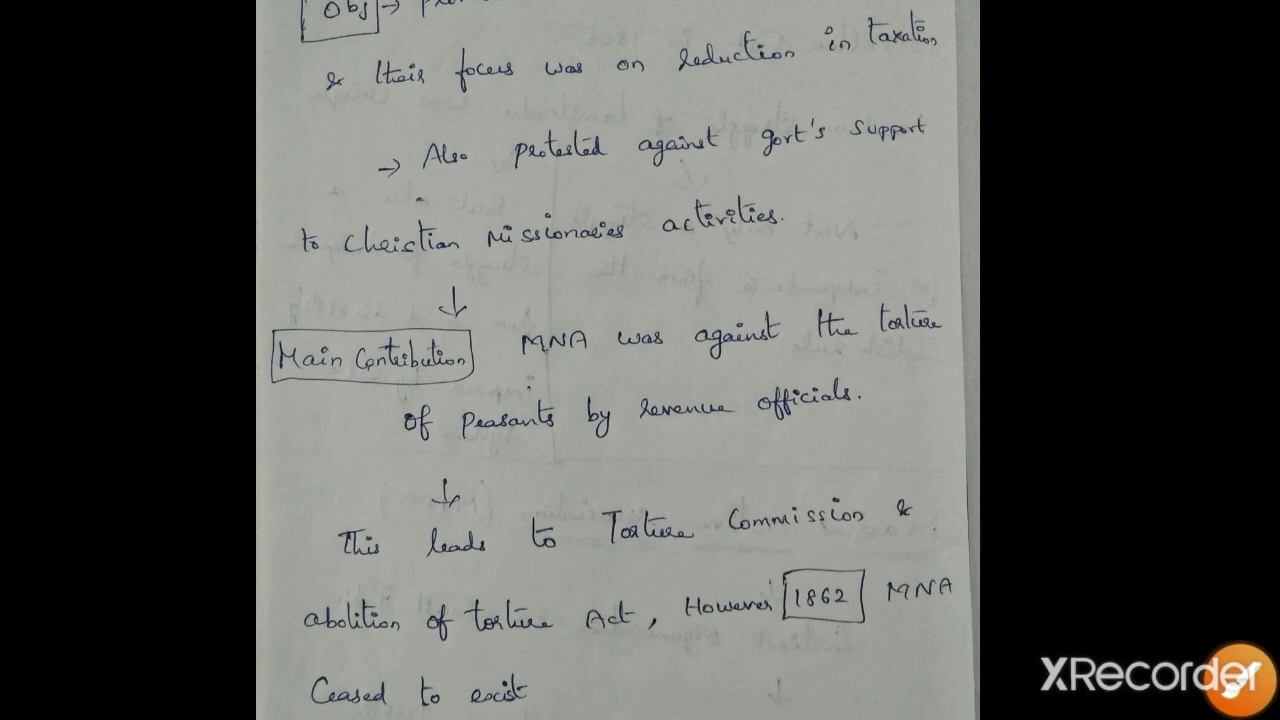 Obj →
& their focus was on reduction in taxation
→ Also protested against govt's support
to Christian Missionaries activities.
↓
Main Contribution MNA was against the torture
of peasants by revenue officials.
↓
This leads to Torture Commission &
abolition of torture Act, However 1862 MNA
Ceased to exist
XRecorder